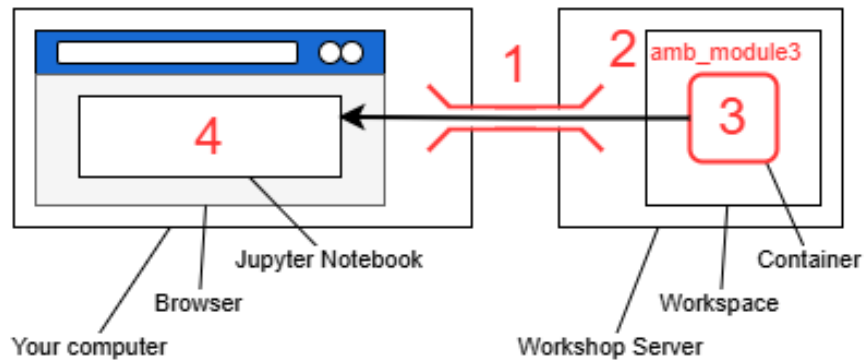 1
2
amb_module3
4
3
Jupyter Notebook
Container
Browser
Workspace
Your computer
Workshop Server